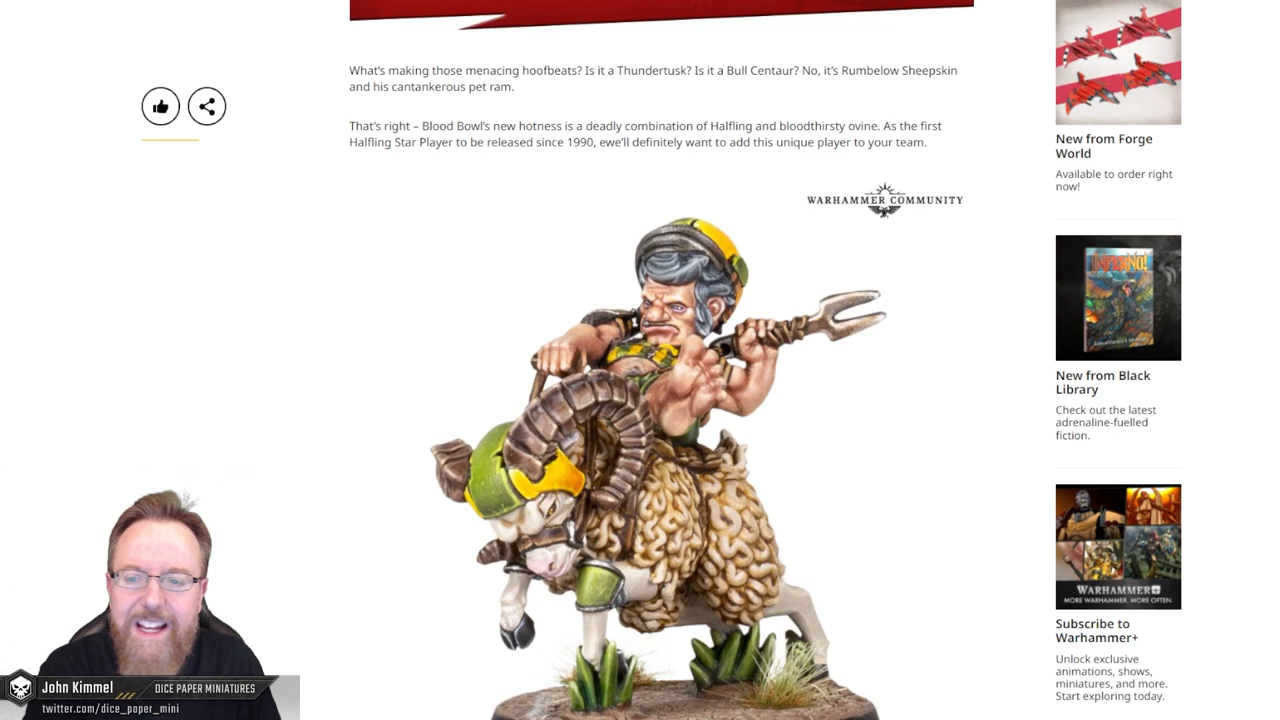 What's making those menacing hoofbeats? Is it a Thundertusk? Is it a Bull Centaur? No, it's Rumbelow Sheepskin
and his cantankerous pet ram.
That's right – Blood Bowl's new hotness is a deadly combination of Halfling and bloodthirsty ovine. As the first
Halfling Star Player to be released since 1990, ewe'll definitely want to add this unique player to your team.
WARHAMMER COMMUNITY
New from Forge
World
Available to order right
now!
INFERNO!
New from Black
Library
Check out the latest
adrenaline-fuelled
fiction.
WARHAMMER+
MORE WARHAMMER. MORE OFTEN.
Subscribe to
Warhammer+
Unlock exclusive
animations, shows,
miniatures, and more.
Start exploring today.
John Kimmel
DICE PAPER MINIATURES
twitter.com/dice_paper_mini